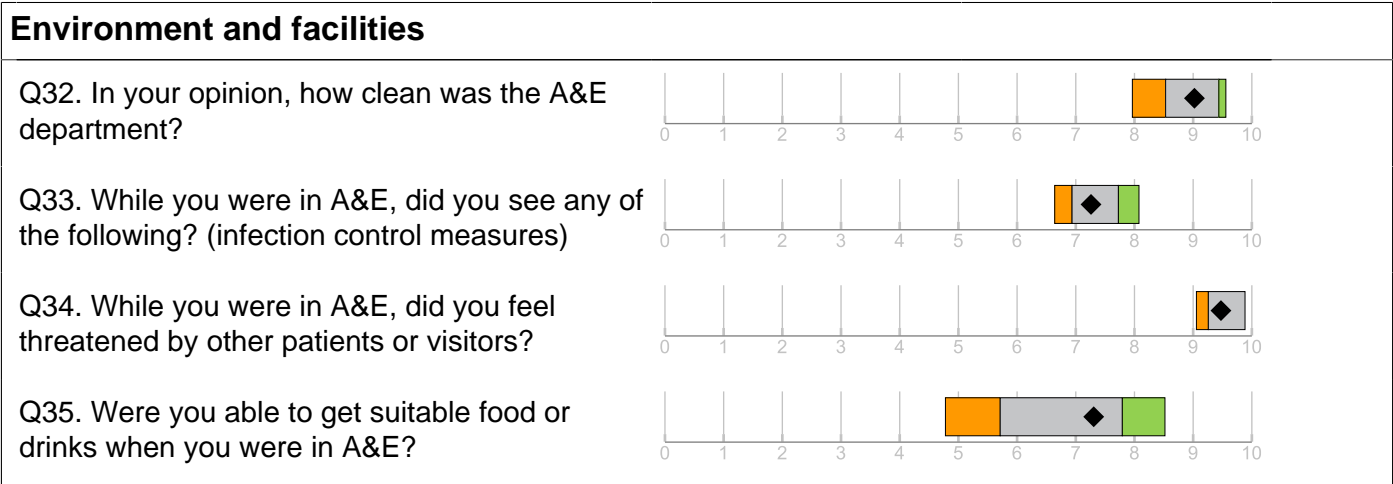 Environment and facilities
Q32. In your opinion, how clean was the A&E
department?
0 1 2 3 4 5 6 7 8 9 10
Q33. While you were in A&E, did you see any of
the following? (infection control measures)
0 1 2 3 4 5 6 7 8 9 10
Q34. While you were in A&E, did you feel
threatened by other patients or visitors?
0 1 2 3 4 5 6 7 8 9 10
Q35. Were you able to get suitable food or
drinks when you were in A&E?
0 1 2 3 4 5 6 7 8 9 10